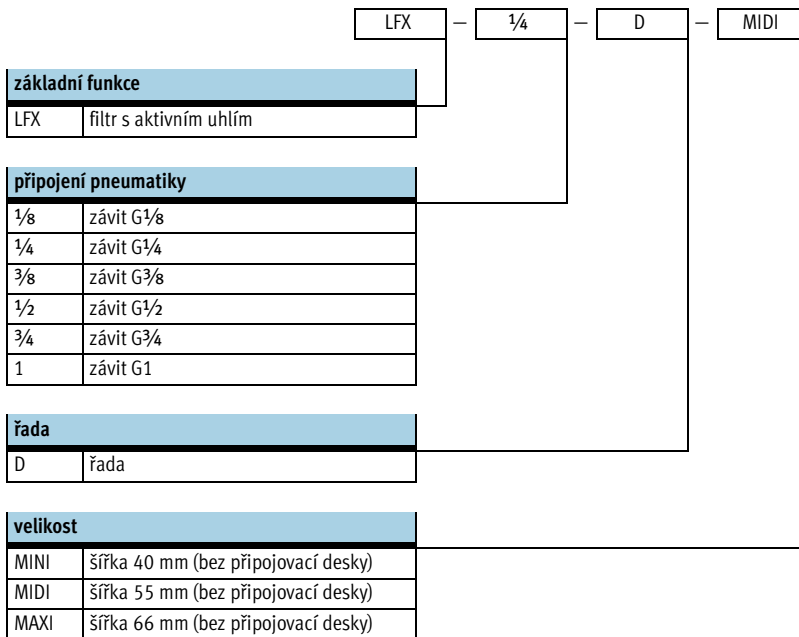 LFX – ¼ – D – MIDI
základní funkce
LFX filtr s aktivním uhlím
připojení pneumatiky
⅛ závit G⅛
¼ závit G¼
⅜ závit G⅜
½ závit G½
¾ závit G¾
1 závit G1
řada
D řada
velikost
MINI šířka 40 mm (bez připojovací desky)
MIDI šířka 55 mm (bez připojovací desky)
MAXI šířka 66 mm (bez připojovací desky)